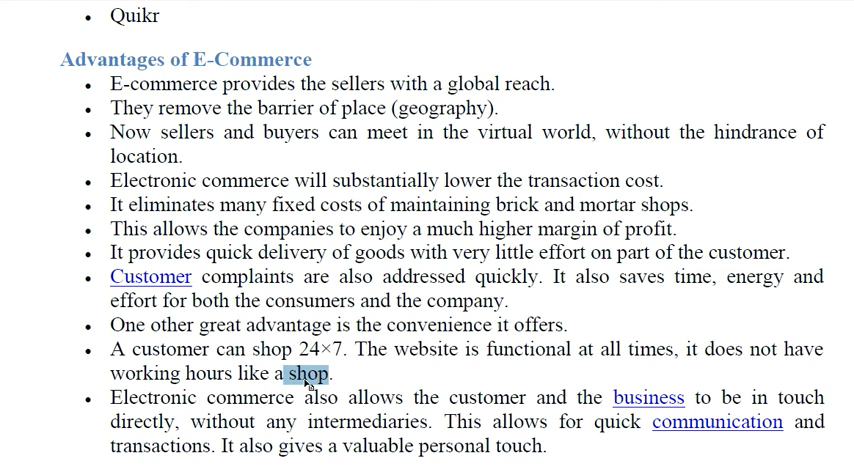 • Quikr
Advantages of E-Commerce
• E-commerce provides the sellers with a global reach.
• They remove the barrier of place (geography).
• Now sellers and buyers can meet in the virtual world, without the hindrance of
location.
• Electronic commerce will substantially lower the transaction cost.
• It eliminates many fixed costs of maintaining brick and mortar shops.
• This allows the companies to enjoy a much higher margin of profit.
• It provides quick delivery of goods with very little effort on part of the customer.
• Customer complaints are also addressed quickly. It also saves time, energy and
effort for both the consumers and the company.
• One other great advantage is the convenience it offers.
• A customer can shop 24×7. The website is functional at all times, it does not have
working hours like a shop.
• Electronic commerce also allows the customer and the business to be in touch
directly, without any intermediaries. This allows for quick communication and
transactions. It also gives a valuable personal touch.